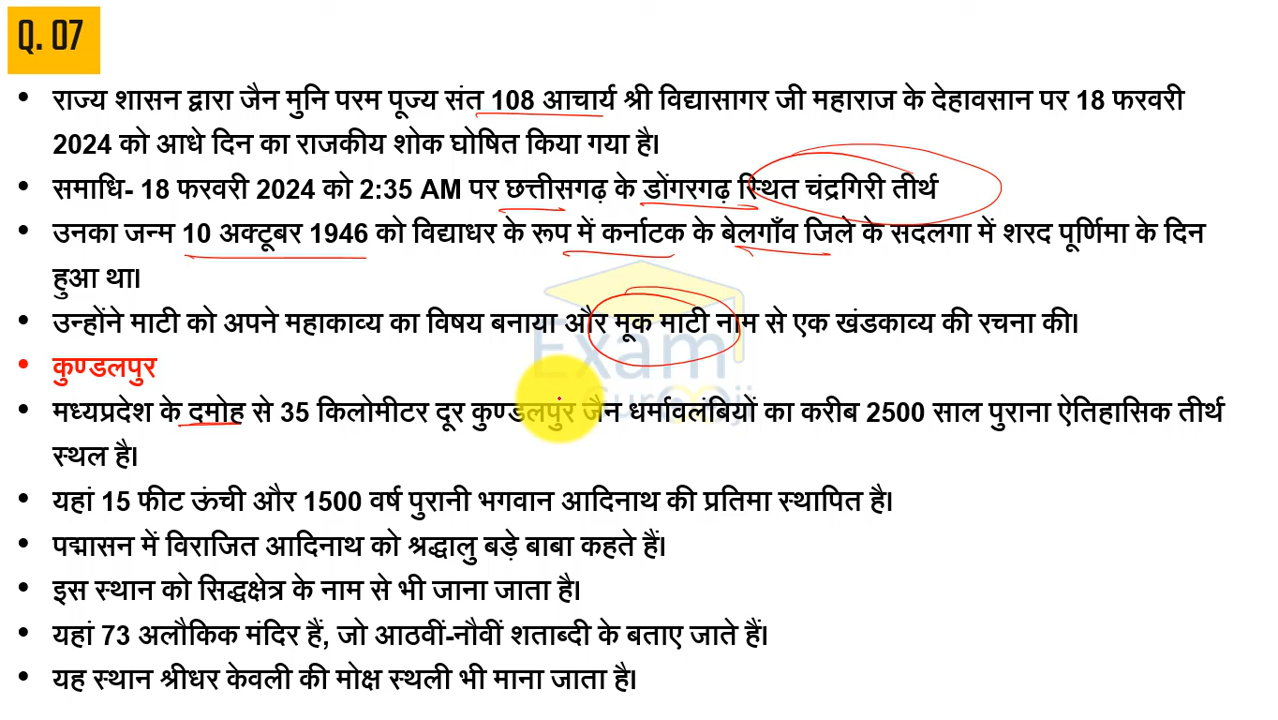 Q. 07
• राज्य शासन द्वारा जैन मुनि परम पूज्य संत 108 आचार्य श्री विद्यासागर जी महाराज के देहावसान पर 18 फरवरी
2024 को आधे दिन का राजकीय शोक घोषित किया गया है।
• समाधि- 18 फरवरी 2024 को 2:35 AM पर छत्तीसगढ़ के डोंगरगढ़ स्थित चंद्रगिरी तीर्थ
• उनका जन्म 10 अक्टूबर 1946 को विद्याधर के रूप में कर्नाटक के बेलगाँव जिले के सदलगा में शरद पूर्णिमा के दिन
हुआ था।
• उन्होंने माटी को अपने महाकाव्य का विषय बनाया और मूक माटी नाम से एक खंडकाव्य की रचना की।
• कुण्डलपुर
• मध्यप्रदेश के दमोह से 35 किलोमीटर दूर कुण्डलपुर जैन धर्मावलंबियों का करीब 2500 साल पुराना ऐतिहासिक तीर्थ
स्थल है।
• यहां 15 फीट ऊंची और 1500 वर्ष पुरानी भगवान आदिनाथ की प्रतिमा स्थापित है।
• पद्मासन में विराजित आदिनाथ को श्रद्धालु बड़े बाबा कहते हैं।
• इस स्थान को सिद्धक्षेत्र के नाम से भी जाना जाता है।
• यहां 73 अलौकिक मंदिर हैं, जो आठवीं-नौवीं शताब्दी के बताए जाते हैं।
• यह स्थान श्रीधर केवली की मोक्ष स्थली भी माना जाता है।
Exam